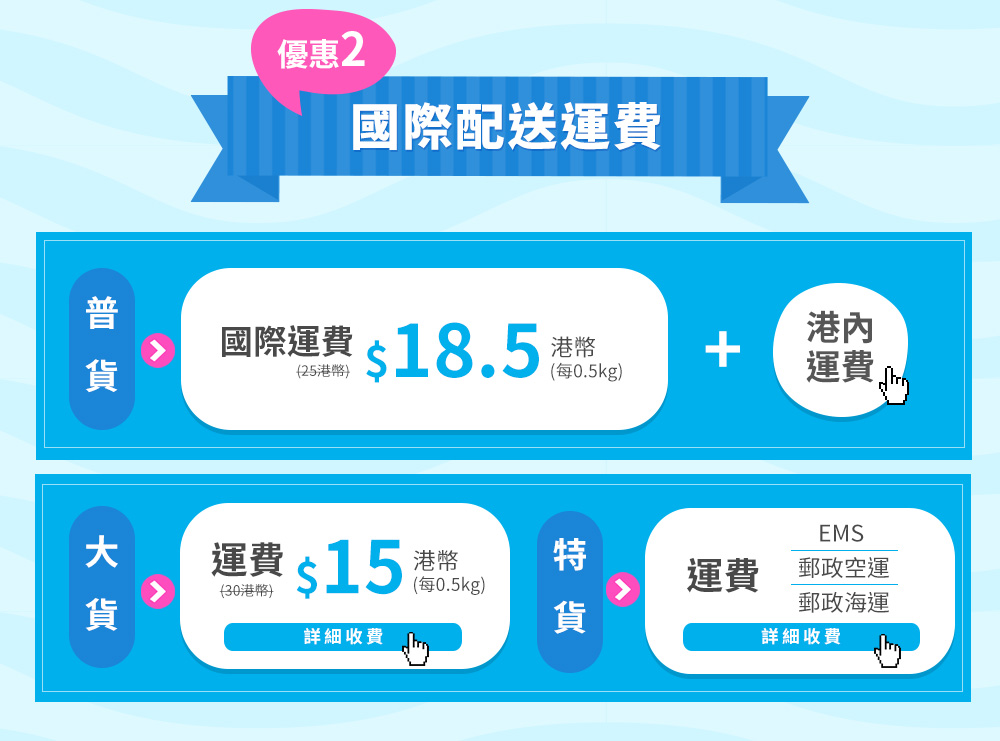 優惠2
國際配送運費
普貨
國際運費
(25港幣)
$18.5
港幣
(每0.5kg)
+
港內
運費
大貨
運費
(30港幣)
$15
港幣
(每0.5kg)
詳細收費
特貨
運費
EMS
郵政空運
郵政海運
詳細收費